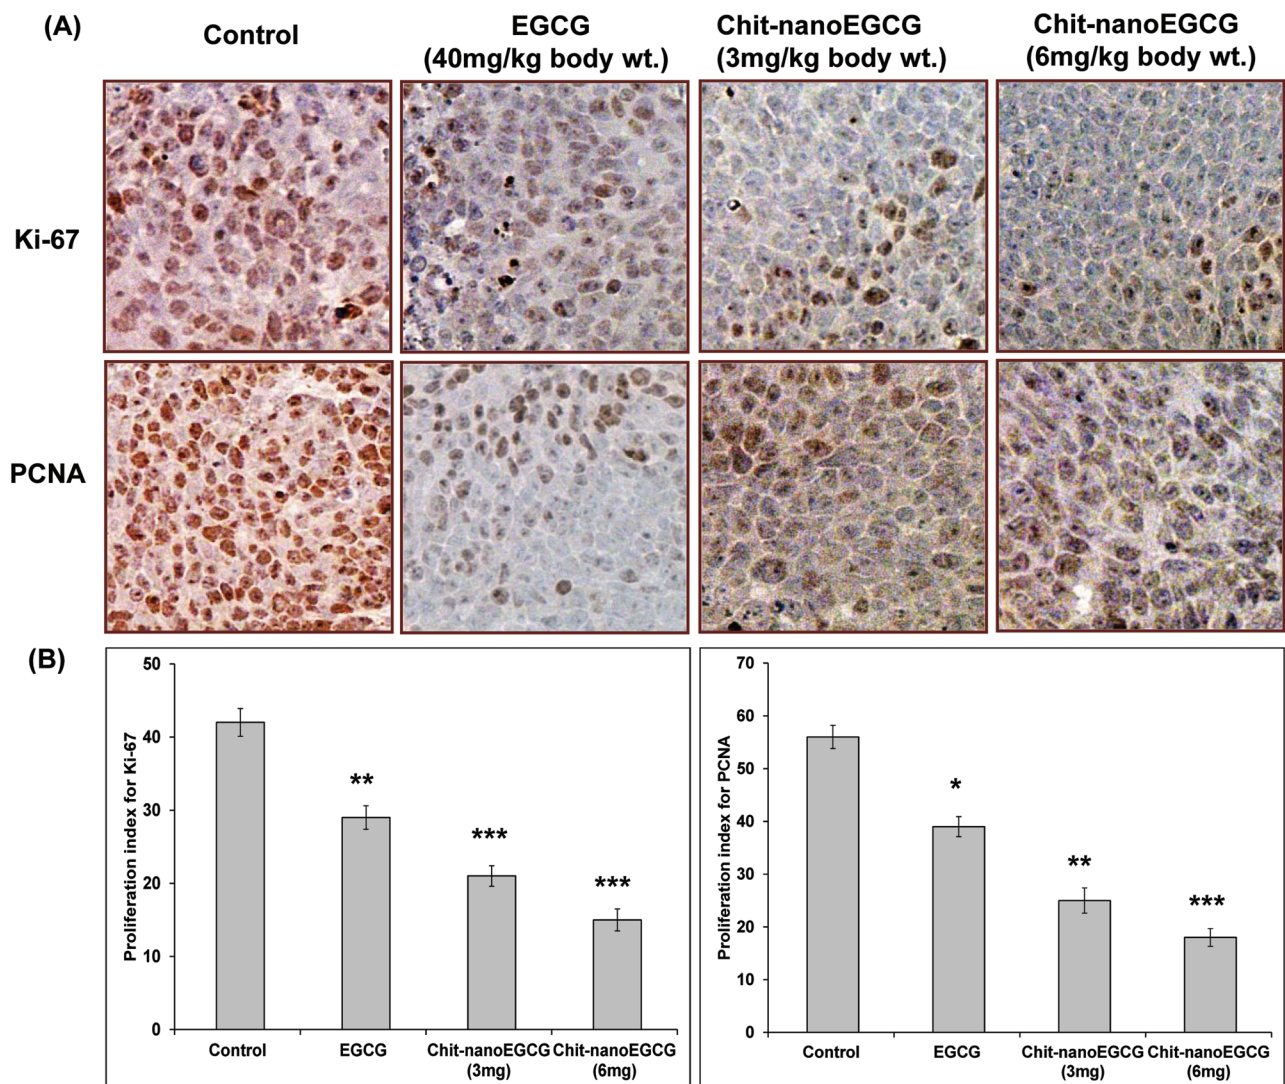 (A)
Control
EGCG
(40mg/kg body wt.)
Chit-nanoEGCG
(3mg/kg body wt.)
Chit-nanoEGCG
(6mg/kg body wt.)
Ki-67
PCNA
(B)
Proliferation index for Ki-67
50
40
30
20
10
0
**
***
***
Control
EGCG
Chit-nanoEGCG
(3mg)
Chit-nanoEGCG
(6mg)
Proliferation index for PCNA
70
60
50
40
30
20
10
0
*
**
***
Control
EGCG
Chit-nanoEGCG
(3mg)
Chit-nanoEGCG
(6mg)